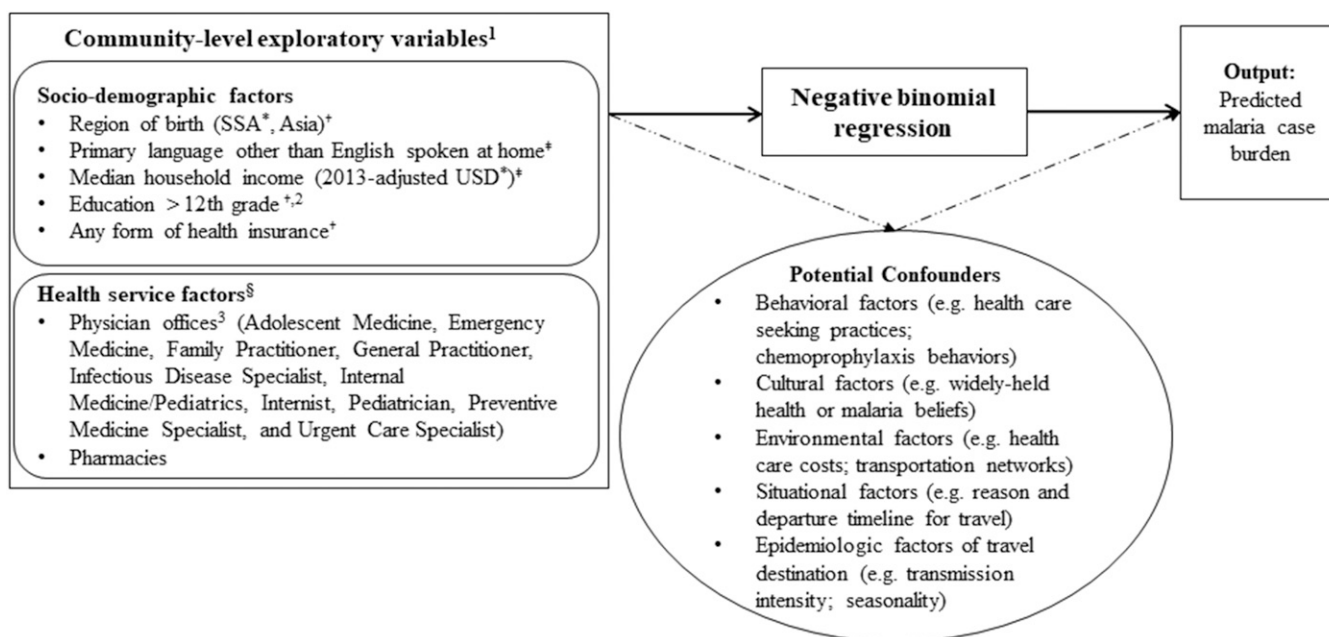 Community-level exploratory variables¹
Socio-demographic factors
• Region of birth (SSA*, Asia)⁺
• Primary language other than English spoken at home‡
• Median household income (2013-adjusted USD*)‡
• Education > 12th grade ⁺,²
• Any form of health insurance⁺
Health service factors§
• Physician offices³ (Adolescent Medicine, Emergency
Medicine, Family Practitioner, General Practitioner,
Infectious Disease Specialist, Internal
Medicine/Pediatrics, Internist, Pediatrician, Preventive
Medicine Specialist, and Urgent Care Specialist)
• Pharmacies
Negative binomial
regression
Output:
Predicted
malaria case
burden
Potential Confounders
• Behavioral factors (e.g. health care
seeking practices;
chemoprophylaxis behaviors)
• Cultural factors (e.g. widely-held
health or malaria beliefs)
• Environmental factors (e.g. health
care costs; transportation networks)
• Situational factors (e.g. reason and
departure timeline for travel)
• Epidemiologic factors of travel
destination (e.g. transmission
intensity; seasonality)